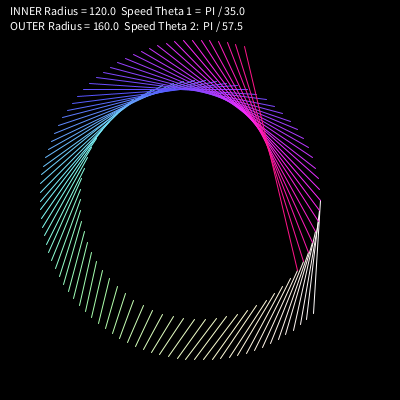 INNER Radius = 120.0  Speed Theta 1 = PI / 35.0
OUTER Radius = 160.0  Speed Theta 2: PI / 57.5